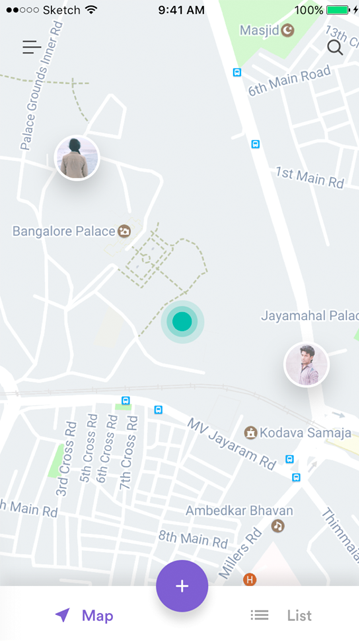 Sketch
9:41 AM
100%
Masjid
13th C
6th Main Road
Palace Grounds Inner Rd
1st Main Rd
Bangalore Palace
Jayamahal Palac
MV Jayaram Rd
Kodava Samaja
3rd Cross Rd
5th Cross Rd
6th Cross Rd
7th Cross Rd
h Main Rd
Ambedkar Bhavan
8th Main Rd
Millers Rd
Thimmaia
H
+
Map
List